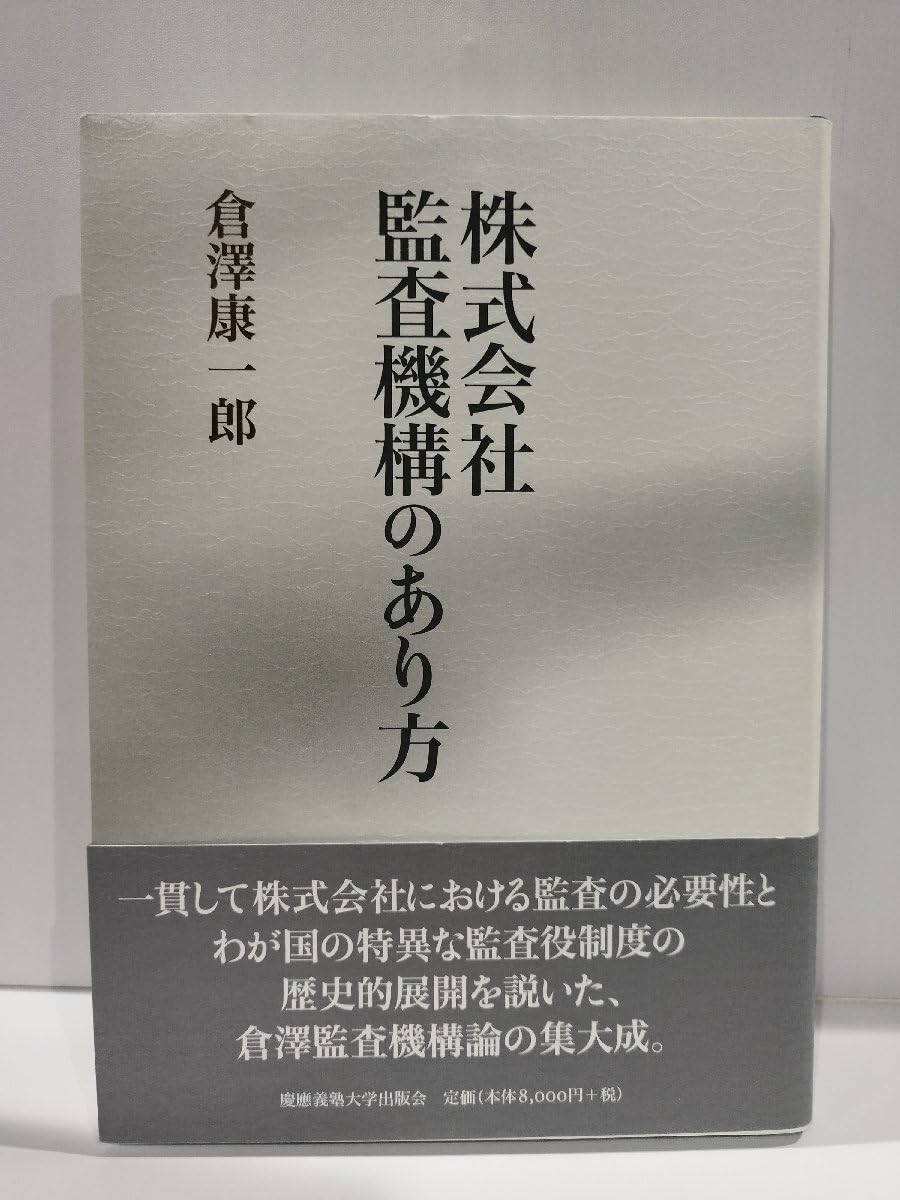 株式会社
監査機構のあり方
倉澤康一郎
一貫して株式会社における監査の必要性と
わが国の特異な監査役制度の
歴史的展開を説いた、
倉澤監査機構論の集大成。
慶應義塾大学出版会 定価(本体8,000円+税)